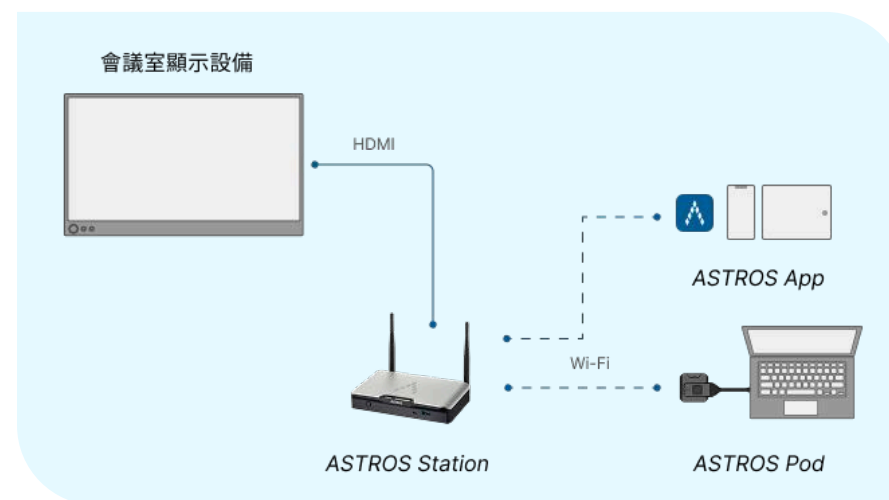 會議室顯示設備
HDMI
ASTROS App
Wi-Fi
ASTROS Station
ASTROS Pod